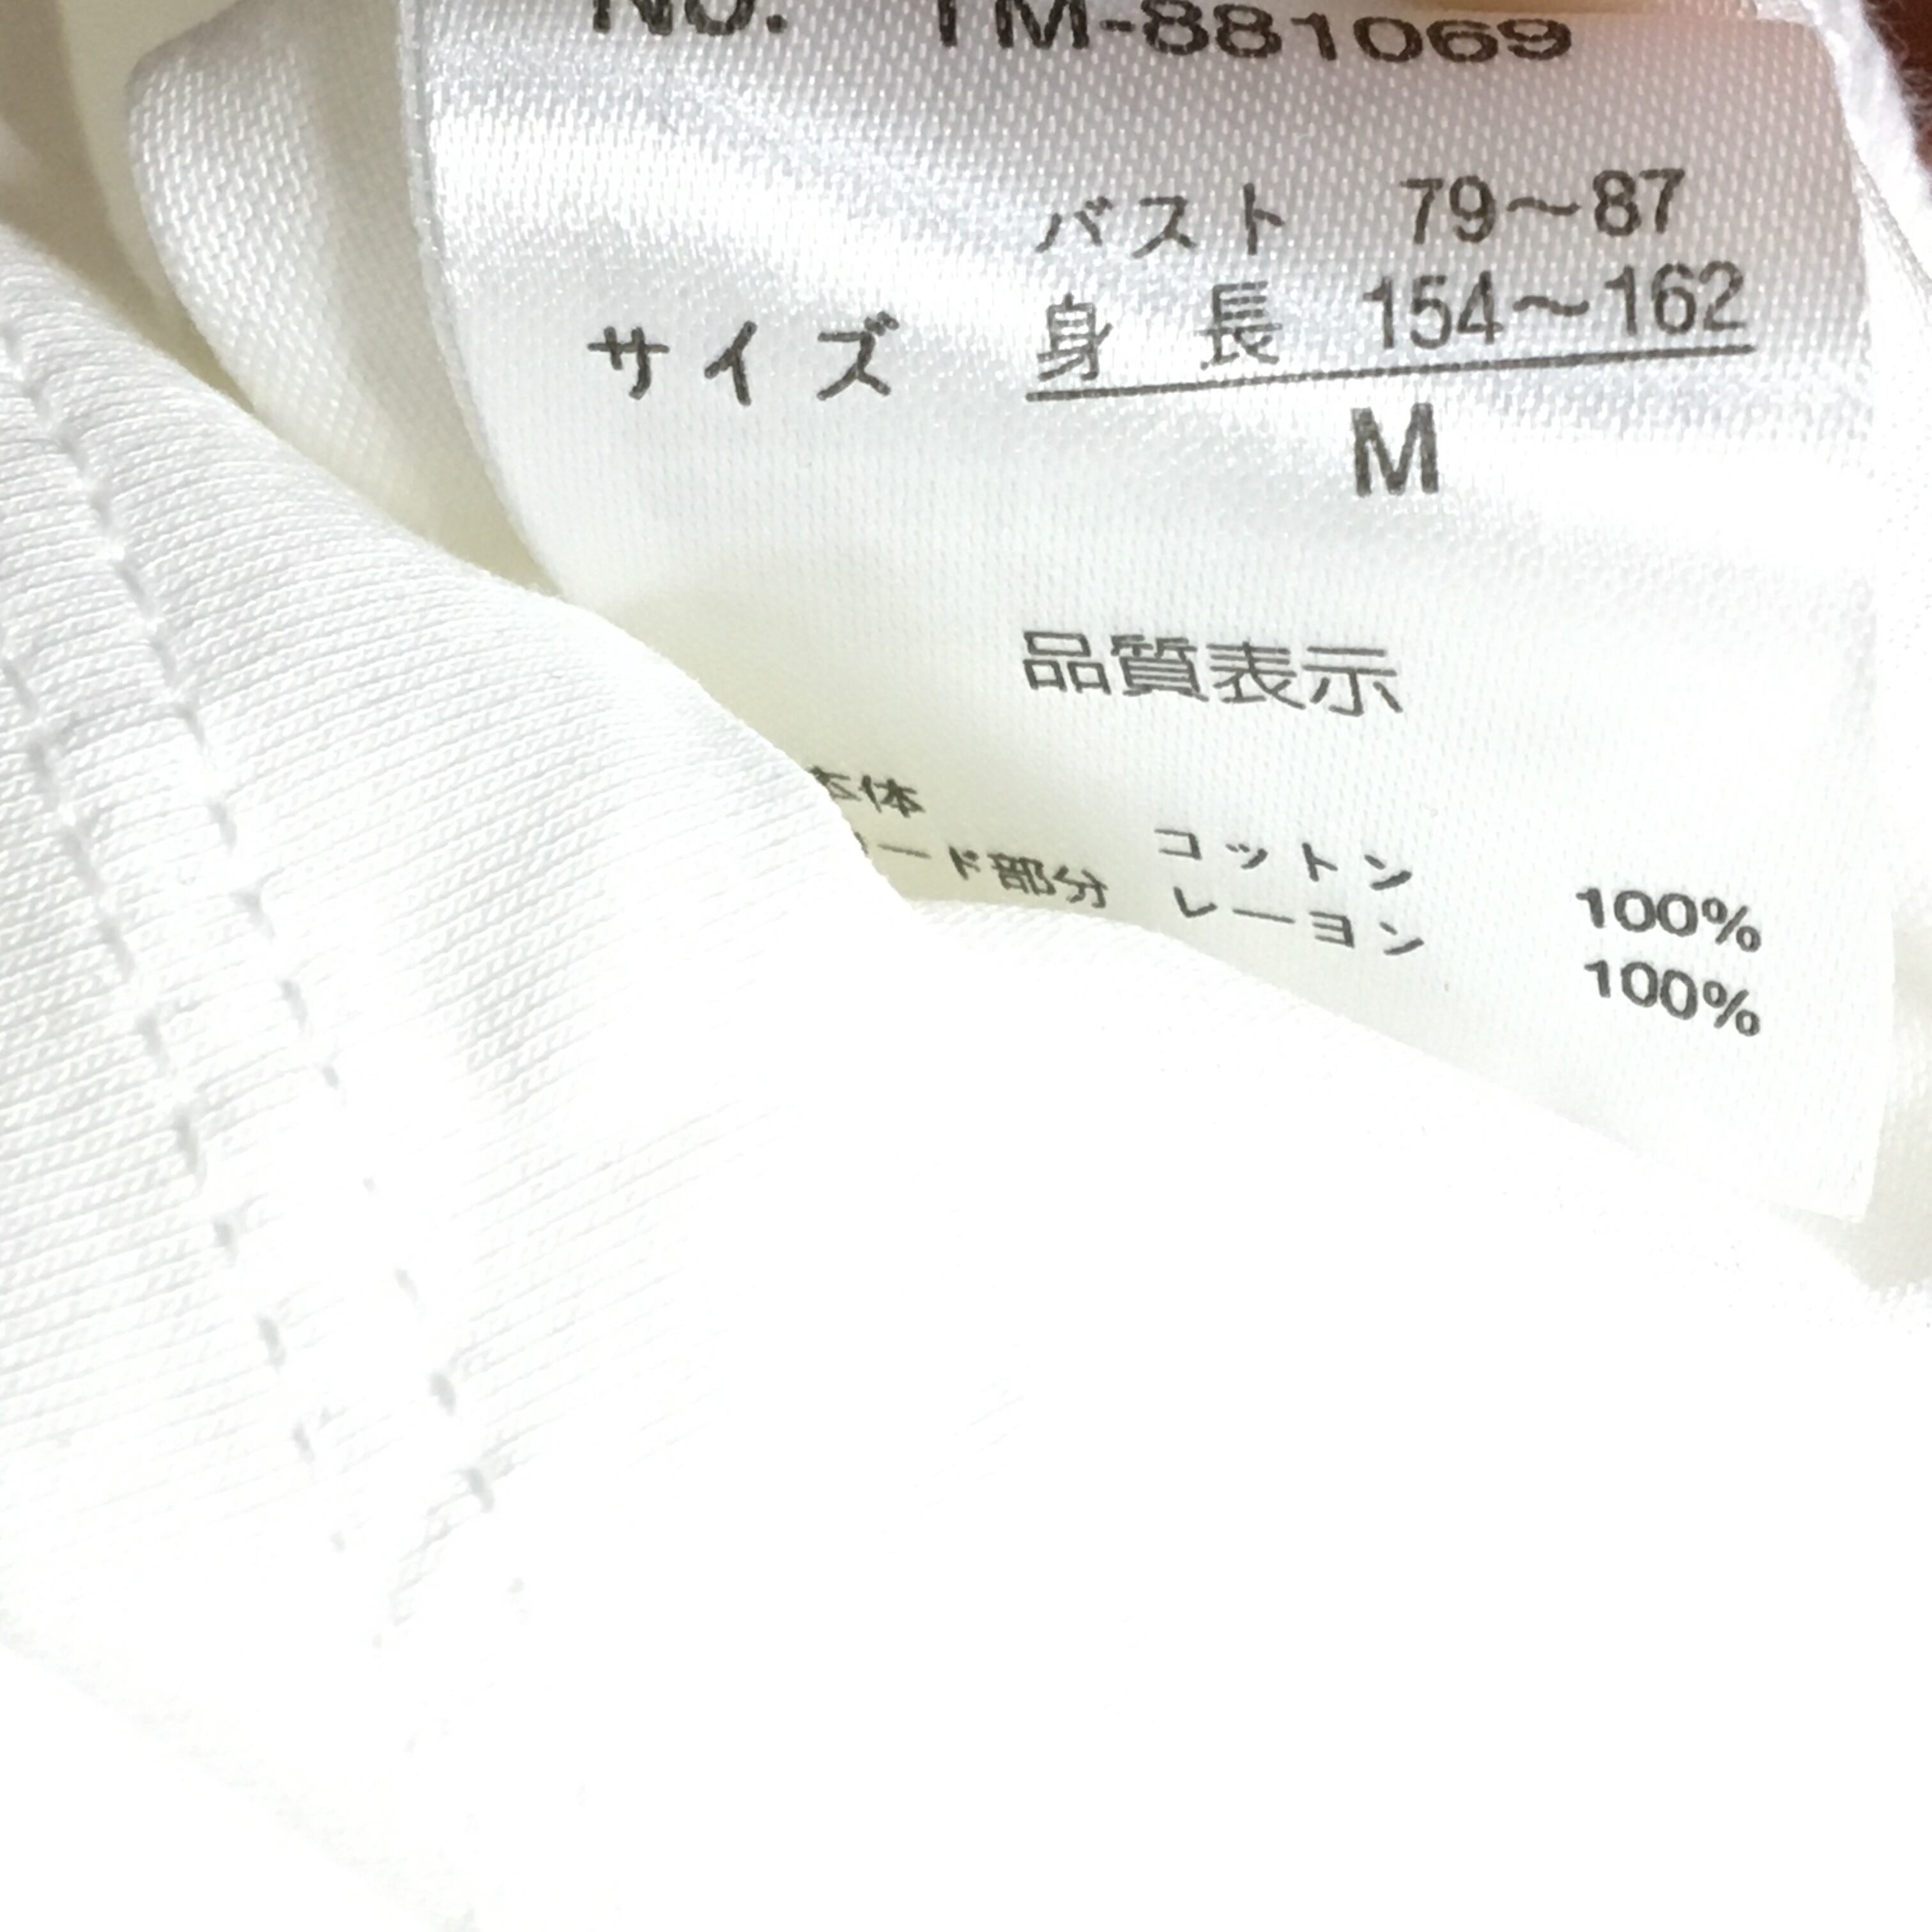 No. TM-881069
バスト 79～87
サイズ 身長 154～162
M
品質表示
本体 コットン 100%
ード部分 レーヨン 100%